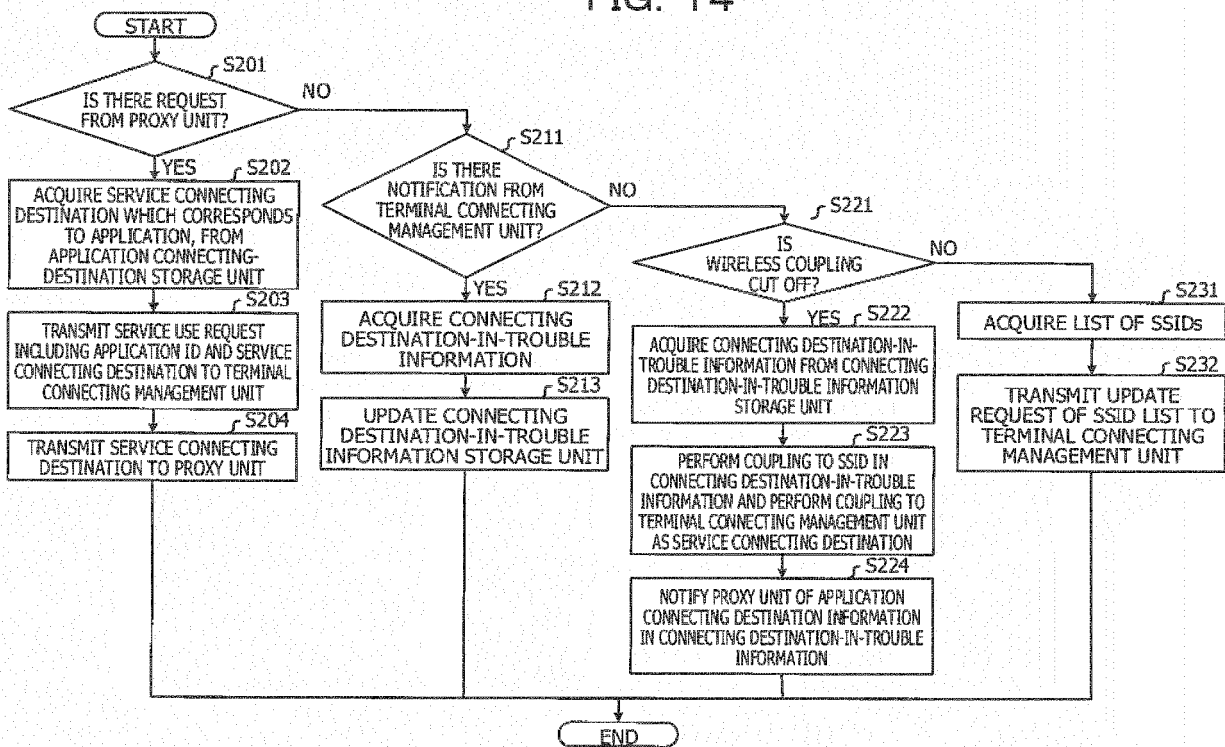 FIG. 14
START
S201
IS THERE REQUEST
FROM PROXY UNIT?
NO
YES
S202
ACQUIRE SERVICE CONNECTING
DESTINATION WHICH CORRESPONDS
TO APPLICATION, FROM
APPLICATION CONNECTING-
DESTINATION STORAGE UNIT
S203
TRANSMIT SERVICE USE REQUEST
INCLUDING APPLICATION ID AND SERVICE
CONNECTING DESTINATION TO TERMINAL
CONNECTING MANAGEMENT UNIT
S204
TRANSMIT SERVICE CONNECTING
DESTINATION TO PROXY UNIT
S211
IS THERE
NOTIFICATION FROM
TERMINAL CONNECTING
MANAGEMENT UNIT?
NO
YES
S212
ACQUIRE CONNECTING
DESTINATION-IN-TROUBLE
INFORMATION
S213
UPDATE CONNECTING
DESTINATION-IN-TROUBLE
INFORMATION STORAGE UNIT
S221
IS
WIRELESS COUPLING
CUT OFF?
NO
YES
S222
ACQUIRE CONNECTING DESTINATION-IN-
TROUBLE INFORMATION FROM CONNECTING
DESTINATION-IN-TROUBLE INFORMATION
STORAGE UNIT
S223
PERFORM COUPLING TO SSID IN
CONNECTING DESTINATION-IN-TROUBLE
INFORMATION AND PERFORM COUPLING TO
TERMINAL CONNECTING MANAGEMENT UNIT
AS SERVICE CONNECTING DESTINATION
S224
NOTIFY PROXY UNIT OF APPLICATION
CONNECTING DESTINATION INFORMATION
IN CONNECTING DESTINATION-IN-TROUBLE
INFORMATION
S231
ACQUIRE LIST OF SSIDs
S232
TRANSMIT UPDATE
REQUEST OF SSID LIST TO
TERMINAL CONNECTING
MANAGEMENT UNIT
END